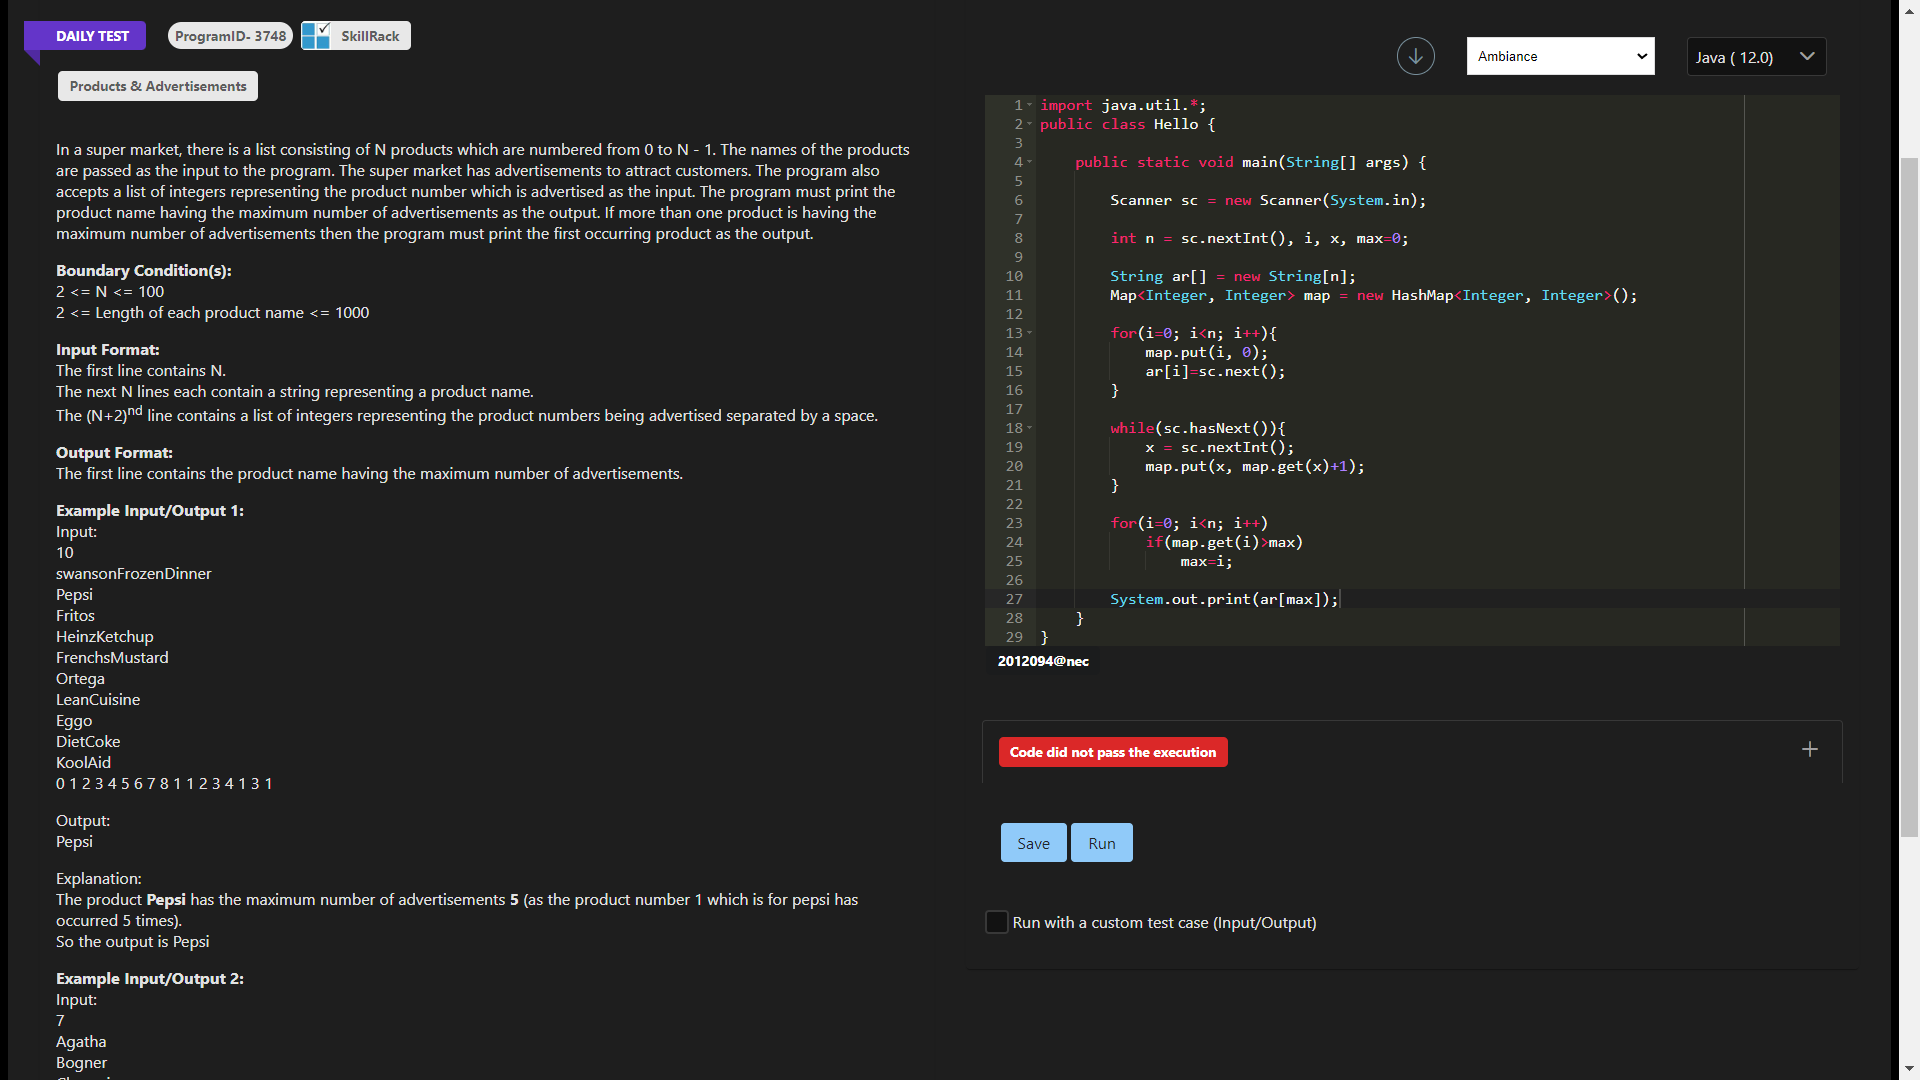 DAILY TEST
ProgramID- 3748
SkillRack
Products & Advertisements
In a super market, there is a list consisting of N products which are numbered from 0 to N - 1. The names of the products
are passed as the input to the program. The super market has advertisements to attract customers. The program also
accepts a list of integers representing the product number which is advertised as the input. The program must print the
product name having the maximum number of advertisements as the output. If more than one product is having the
maximum number of advertisements then the program must print the first occurring product as the output.
Boundary Condition(s):
2 <= N <= 100
2 <= Length of each product name <= 1000
Input Format:
The first line contains N.
The next N lines each contain a string representing a product name.
The (N+2)nd line contains a list of integers representing the product numbers being advertised separated by a space.
Output Format:
The first line contains the product name having the maximum number of advertisements.
Example Input/Output 1:
Input:
10
swansonFrozenDinner
Pepsi
Fritos
HeinzKetchup
FrenchsMustard
Ortega
LeanCuisine
Eggo
DietCoke
KoolAid
0 1 2 3 4 5 6 7 8 1 1 2 3 4 1 3 1
Output:
Pepsi
Explanation:
The product Pepsi has the maximum number of advertisements 5 (as the product number 1 which is for pepsi has
occurred 5 times).
So the output is Pepsi
Example Input/Output 2:
Input:
7
Agatha
Bogner
Ambiance
Java ( 12.0)
1 import java.util.*;
2 public class Hello {
3
4 public static void main(String[] args) {
5
6 Scanner sc = new Scanner(System.in);
7
8 int n = sc.nextInt(), i, x, max=0;
9
10 String ar[] = new String[n];
11 Map<Integer, Integer> map = new HashMap<Integer, Integer>();
12
13 for(i=0; i<n; i++){
14 map.put(i, 0);
15 ar[i]=sc.next();
16 }
17
18 while(sc.hasNext()){
19 x = sc.nextInt();
20 map.put(x, map.get(x)+1);
21 }
22
23 for(i=0; i<n; i++)
24 if(map.get(i)>max)
25 max=i;
26
27 System.out.print(ar[max]);
28 }
29 }
2012094@nec
Code did not pass the execution
Save
Run
Run with a custom test case (Input/Output)